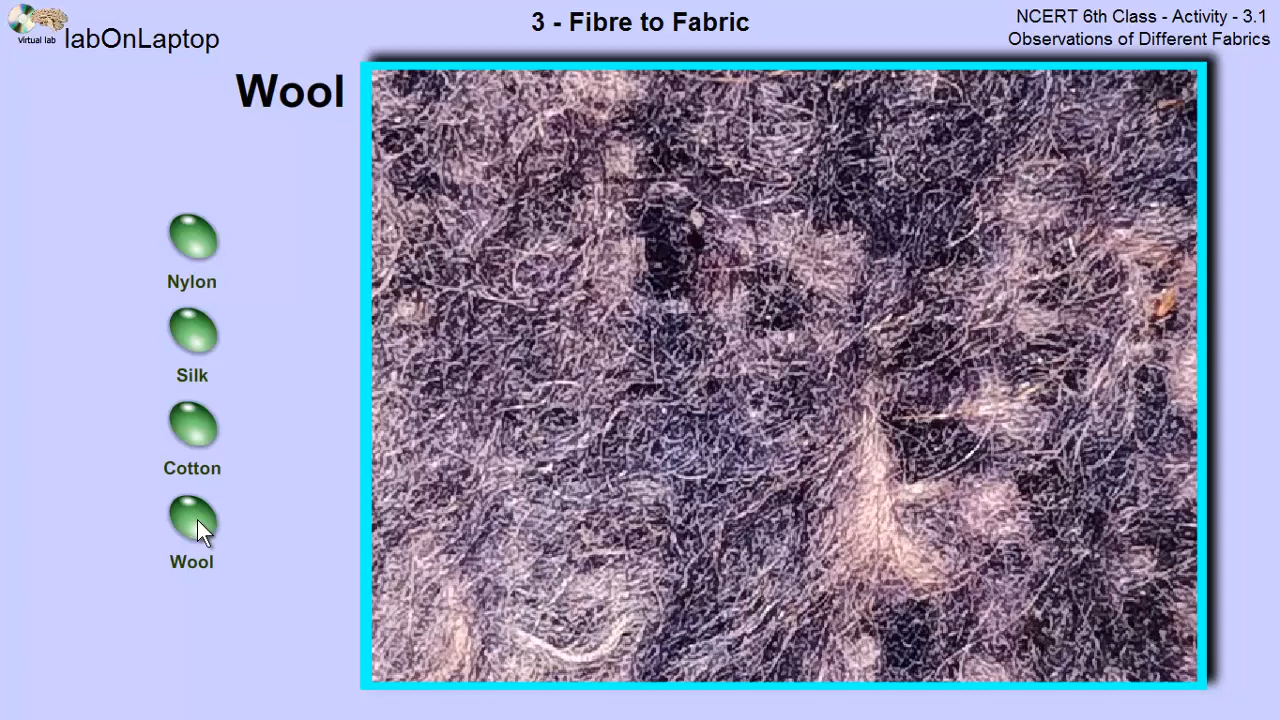 Virtual lab
labOnLaptop
3 - Fibre to Fabric
NCERT 6th Class - Activity - 3.1
Observations of Different Fabrics
Wool
Nylon
Silk
Cotton
Wool